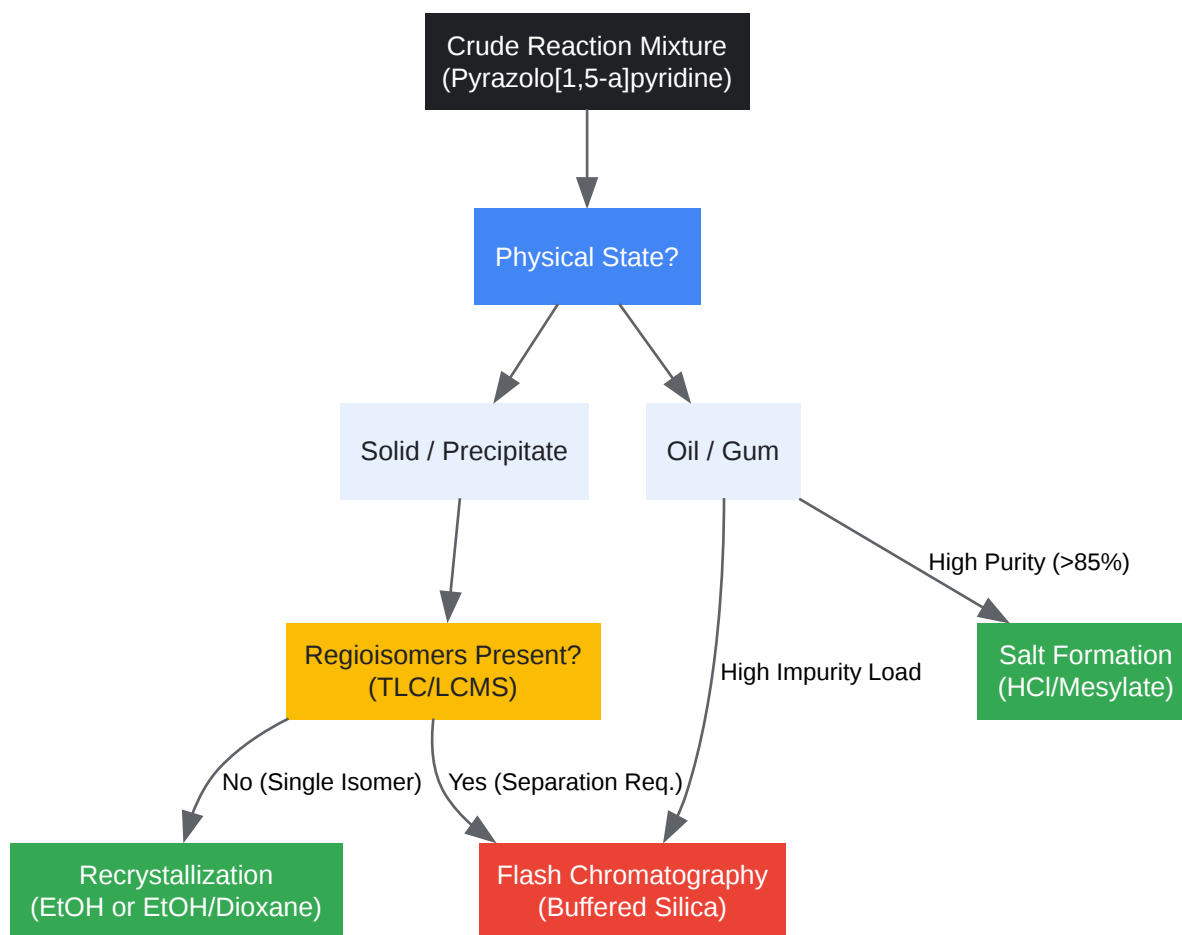 Crude Reaction Mixture
(Pyrazolo[1,5-a]pyridine)
Physical State?
Solid / Precipitate
Oil / Gum
High Purity (>85%)
Regioisomers Present?
(TLC/LCMS)
High Impurity Load
Salt Formation
(HCl/Mesylate)
No (Single Isomer)
Yes (Separation Req.)
Recrystallization
(EtOH or EtOH/Dioxane)
Flash Chromatography
(Buffered Silica)